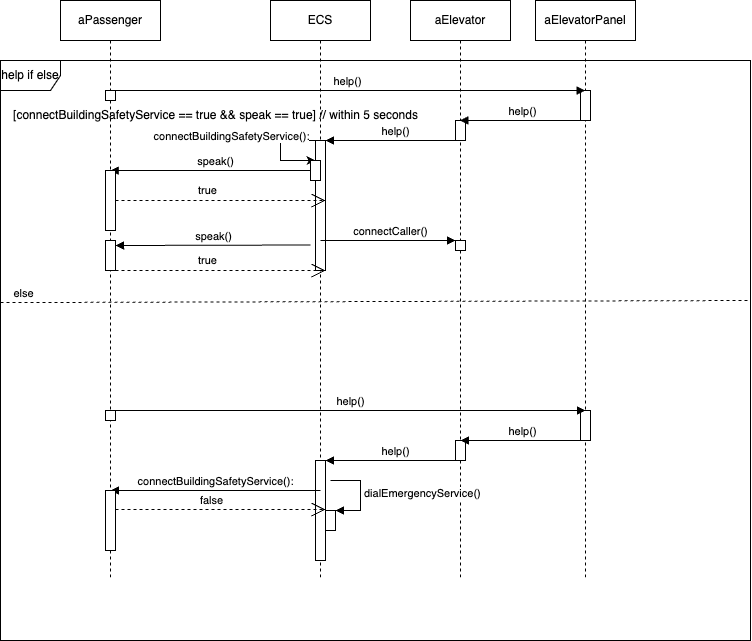 aPassenger
ECS
aElevator
aElevatorPanel
help if else
help()
[connectBuildingSafetyService == true && speak == true] // within 5 seconds
help()
help()
connectBuildingSafetyService():
speak()
true
connectCaller()
speak()
true
else
help()
help()
help()
connectBuildingSafetyService():
dialEmergencyService()
false